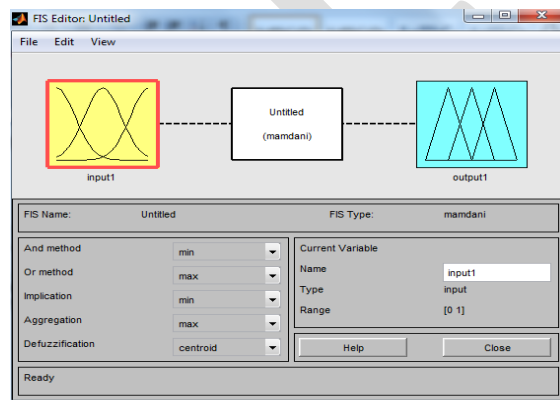 FIS Editor: Untitled
File Edit View
Untitled
(mamdani)
input1
output1
FIS Name: Untitled FIS Type: mamdani
And method min
Or method max
Implication min
Aggregation max
Defuzzification centroid
Current Variable
Name input1
Type input
Range [0 1]
Help Close
Ready